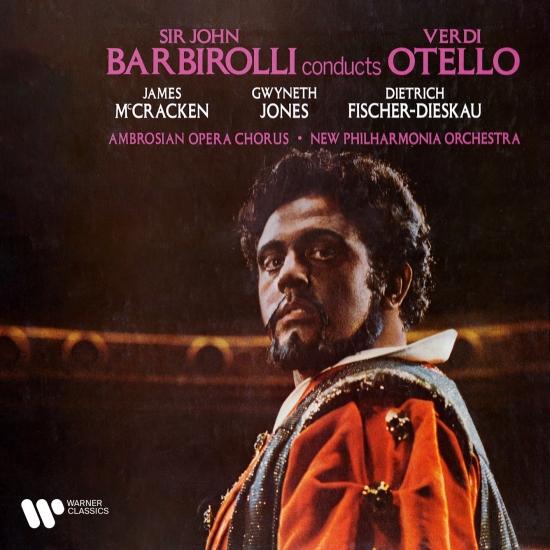 SIR JOHN VERDI
BARBIROLLI conducts OTELLO
JAMES GWYNETH DIETRICH
McCRACKEN JONES FISCHER-DIESKAU
AMBROSIAN OPERA CHORUS • NEW PHILHARMONIA ORCHESTRA
WARNER
CLASSICS